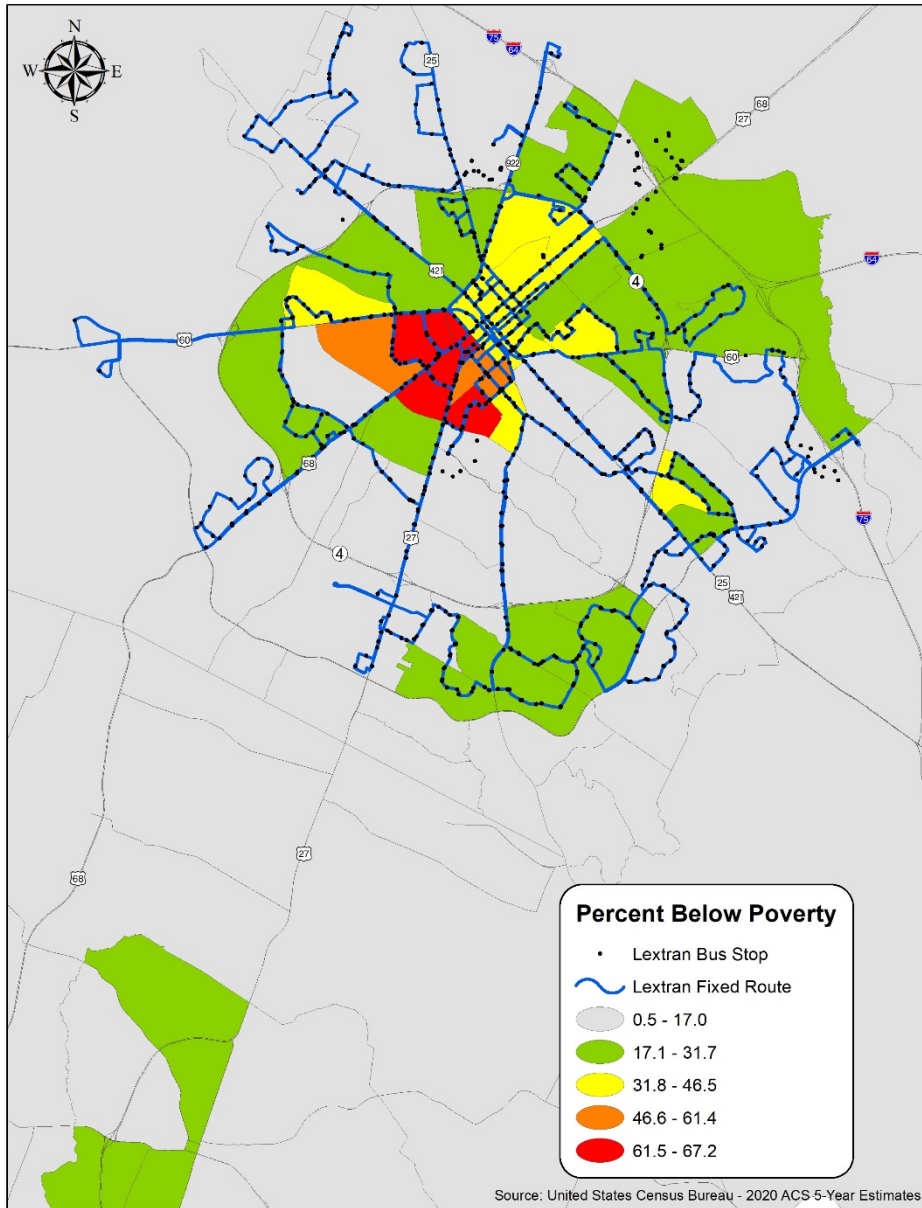 N
W
E
S
75
64
25
27
68
922
421
64
4
60
60
68
27
4
75
25
421
27
68
Percent Below Poverty
Lextran Bus Stop
Lextran Fixed Route
0.5 - 17.0
17.1 - 31.7
31.8 - 46.5
46.6 - 61.4
61.5 - 67.2
Source: United States Census Bureau - 2020 ACS 5-Year Estimates